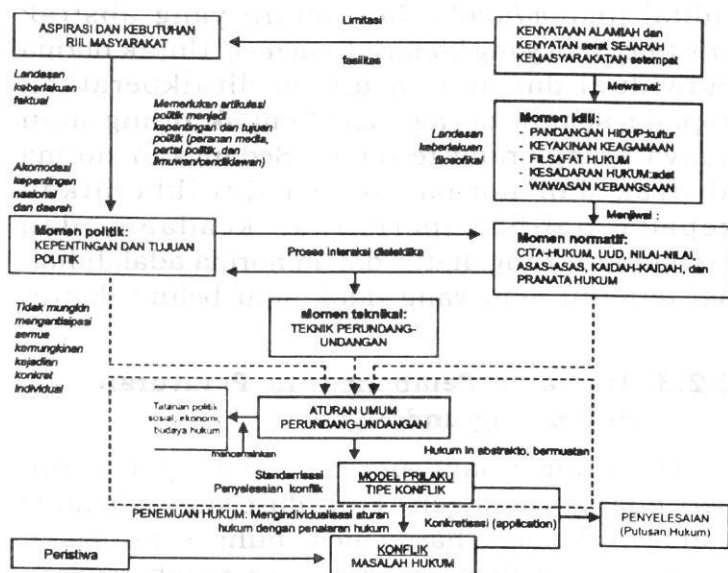 ASPIRASI DAN KEBUTUHAN
RIIL MASYARAKAT
Limitasi
fasilitas
KENYATAAN ALAMIAH dan
KENYATAN serat SEJARAH
KEMASYARAKATAN setempat
Landasan
keberlakuan
faktual
Memerlukan artikulasi
politik menjadi
kepentingan dan tujuan
politik (peranan media,
partai politik, dan
ilmuwan/cendikiawan)
Akomodasi
kepentingan
nasional
dan daerah
Mewarnai
Landasan
keberlakuan
filosofikal
Momen idiil:
- PANDANGAN HIDUP:kultur
- KEYAKINAN KEAGAMAAN
- FILSAFAT HUKUM
- KESADARAN HUKUM:adat
- WAWASAN KEBANGSAAN
Menjiwai :
Momen politik:
KEPENTINGAN DAN TUJUAN
POLITIK
Proses interaksi dialektika
Momen normatif:
CITA-HUKUM, UUD, NILAI-NILAI,
ASAS-ASAS, KAIDAH-KAIDAH, dan
PRANATA HUKUM
Momen teknikal:
TEKNIK PERUNDANG-
UNDANGAN
Tidak mungkin
mengantisipasi
semua
kemungkinan
kejadian
konkret
individual
Tatanan politik
sosial, ekonomi,
budaya hukum
mencerminkan
ATURAN UMUM
PERUNDANG-UNDANGAN
Hukum in abstrakto, bermuatan
Standarisasi
Penyelesaian konflik
MODEL PRILAKU
TIPE KONFLIK
PENEMUAN HUKUM: Mengindividualisasi aturan
hukum dengan penalaran hukum
Konkretisasi (application)
PENYELESAIAN
(Putusan Hukum)
Peristiwa
KONFLIK
MASALAH HUKUM